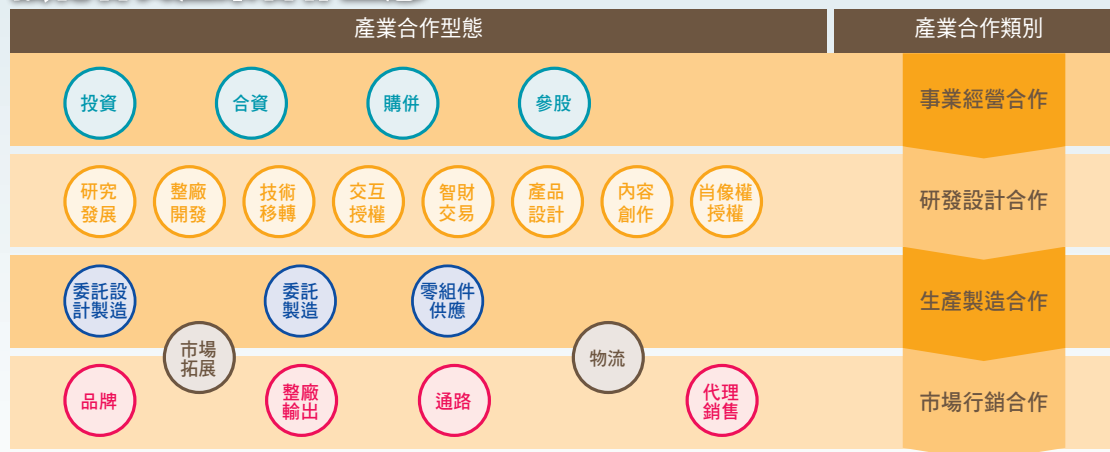 產業合作型態
產業合作類別
投資
合資
購併
參股
事業經營合作
研究
發展
整廠
開發
技術
移轉
交互
授權
智財
交易
產品
設計
內容
創作
肖像權
授權
研發設計合作
委託設
計製造
委託
製造
零組件
供應
生產製造合作
市場
拓展
物流
品牌
整廠
輸出
通路
代理
銷售
市場行銷合作